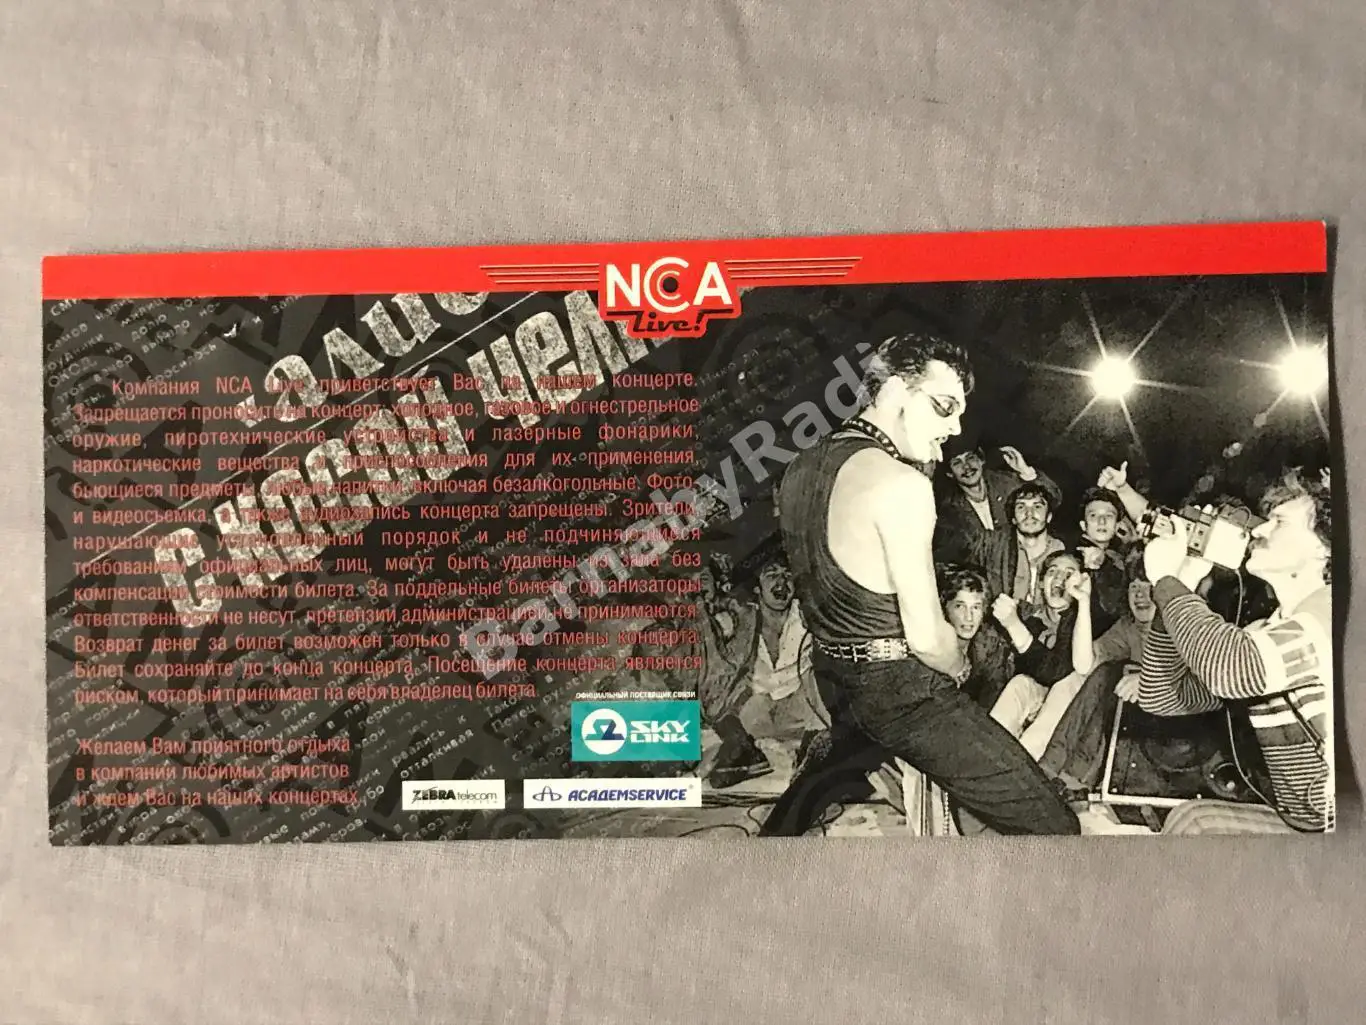 NCCA
Live!
Компания NCA Live приветствует Вас на нашем концерте.
Запрещается проносить на концерт холодное, газовое и огнестрельное
оружие, пиротехнические устройства и лазерные фонарики,
наркотические вещества и приспособления для их применения,
бьющиеся предметы, любые напитки, включая безалкогольные. Фото-
и видеосъемка, а также аудиозапись концерта запрещены. Зрители,
нарушающие установленный порядок и не подчиняющиеся
требованиям официальных лиц, могут быть удалены из зала без
компенсации стоимости билета. За поддельные билеты организаторы
ответственности не несут, претензии администрацией не принимаются.
Возврат денег за билет возможен только в случае отмены концерта.
Билет сохраняйте до конца концерта. Посещение концерта является
риском, который принимает на себя владелец билета.
ОФИЦИАЛЬНЫЙ ПОСТАВЩИК СВЯЗИ
SKY
LINK
Желаем Вам приятного отдыха
в компании любимых артистов
и ждем Вас на наших концертах.
ZEBRA telecom
АСАДЕМSERVICE
BarnabyRadi